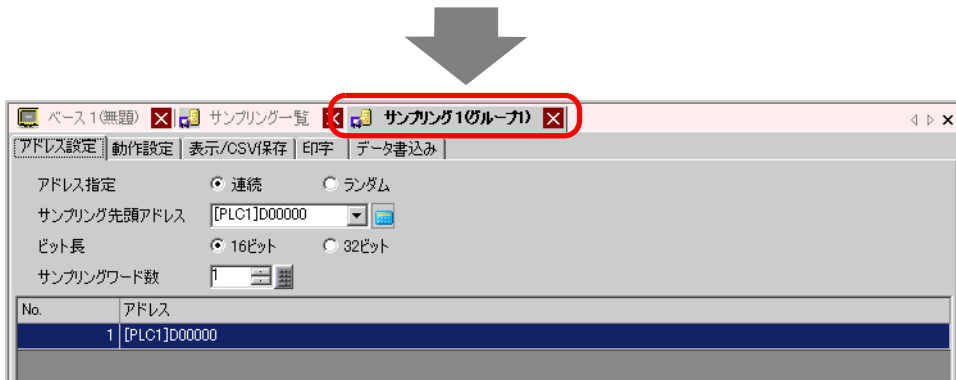 ベース1(無題) サンプリング一覧 サンプリング1(グループ1)
アドレス設定 動作設定 表示/CSV保存 印字 データ書込み
アドレス指定 連続 ランダム
サンプリング先頭アドレス [PLC1]D00000
ビット長 16ビット 32ビット
サンプリングワード数 1
No. アドレス
1 [PLC1]D00000